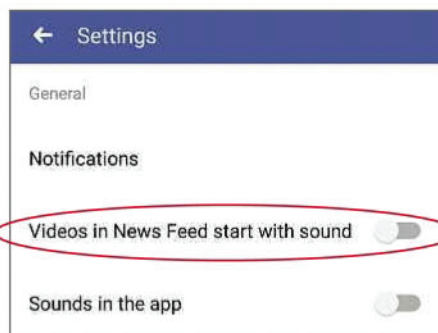 Settings
General
Notifications
Videos in News Feed start with sound
Sounds in the app